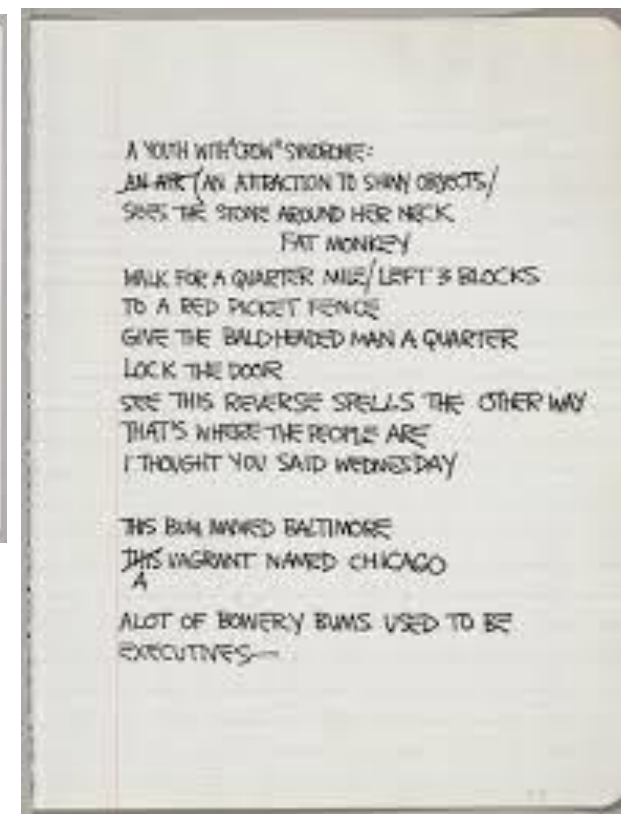 A YOUTH WITH "CROW" SYNDROME:
AN ATT (AN ATTRACTION TO SHINY OBJECTS/
SEES THE STONE AROUND HER NECK
FAT MONKEY
WALK FOR A QUARTER MILE/LEFT 3 BLOCKS
TO A RED PICKET FENCE
GIVE THE BALDHEADED MAN A QUARTER
LOCK THE DOOR
SEE THIS REVERSE SPELLS THE OTHER WAY
THAT'S WHERE THE PEOPLE ARE
I THOUGHT YOU SAID WEDNESDAY
THIS BUM NAMED BALTIMORE
THIS VAGRANT NAMED CHICAGO
A
ALOT OF BOWERY BUMS USED TO BE
EXECUTIVES—